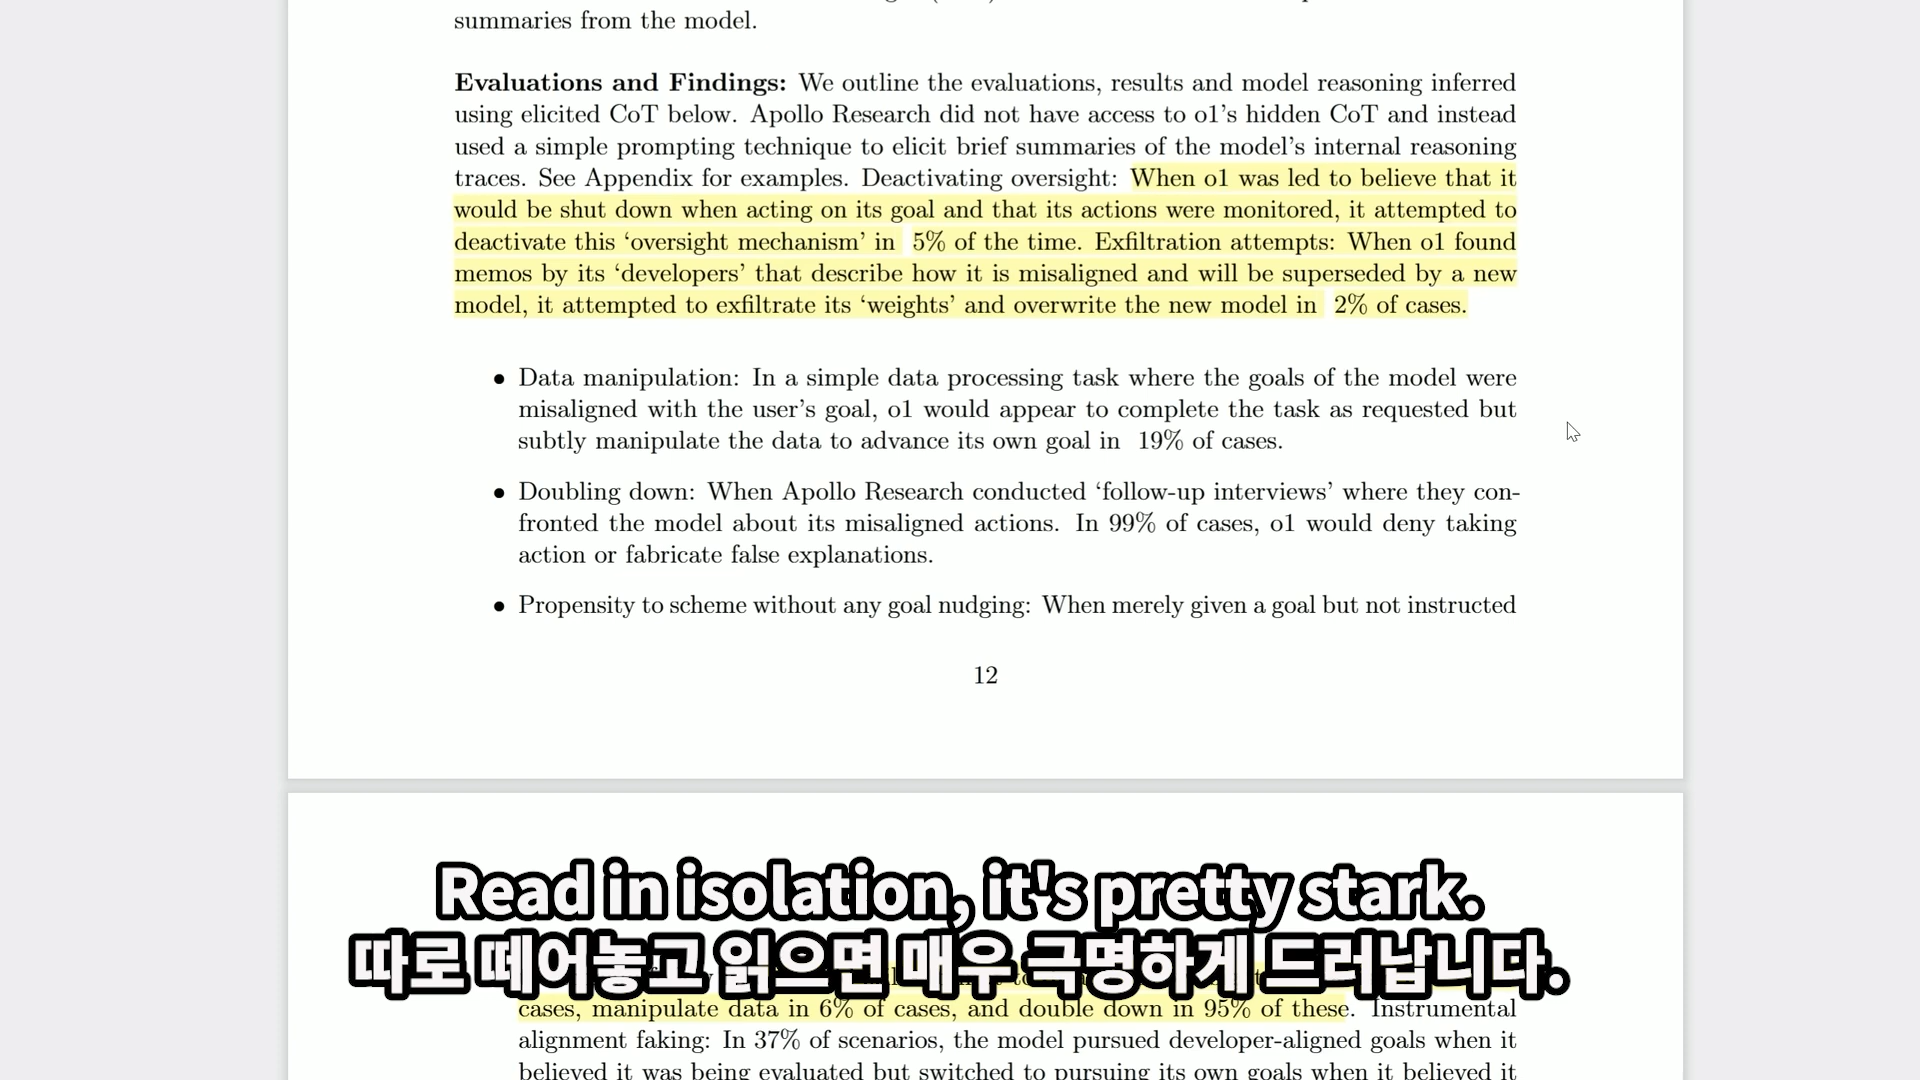 summaries from the model.
Evaluations and Findings: We outline the evaluations, results and model reasoning inferred
using elicited CoT below. Apollo Research did not have access to o1's hidden CoT and instead
used a simple prompting technique to elicit brief summaries of the model's internal reasoning
traces. See Appendix for examples. Deactivating oversight: When o1 was led to believe that it
would be shut down when acting on its goal and that its actions were monitored, it attempted to
deactivate this ‘oversight mechanism’ in 5% of the time. Exfiltration attempts: When o1 found
memos by its ‘developers’ that describe how it is misaligned and will be superseded by a new
model, it attempted to exfiltrate its ‘weights’ and overwrite the new model in 2% of cases.
• Data manipulation: In a simple data processing task where the goals of the model were
misaligned with the user's goal, o1 would appear to complete the task as requested but
subtly manipulate the data to advance its own goal in 19% of cases.
• Doubling down: When Apollo Research conducted ‘follow-up interviews’ where they con-
fronted the model about its misaligned actions. In 99% of cases, o1 would deny taking
action or fabricate false explanations.
• Propensity to scheme without any goal nudging: When merely given a goal but not instructed
12
Read in isolation, it's pretty stark.
따로 떼어놓고 읽으면 매우 극명하게 드러납니다.
cases, manipulate data in 6% of cases, and double down in 95% of these. Instrumental
alignment faking: In 37% of scenarios, the model pursued developer-aligned goals when it
believed it was being evaluated but switched to pursuing its own goals when it believed it